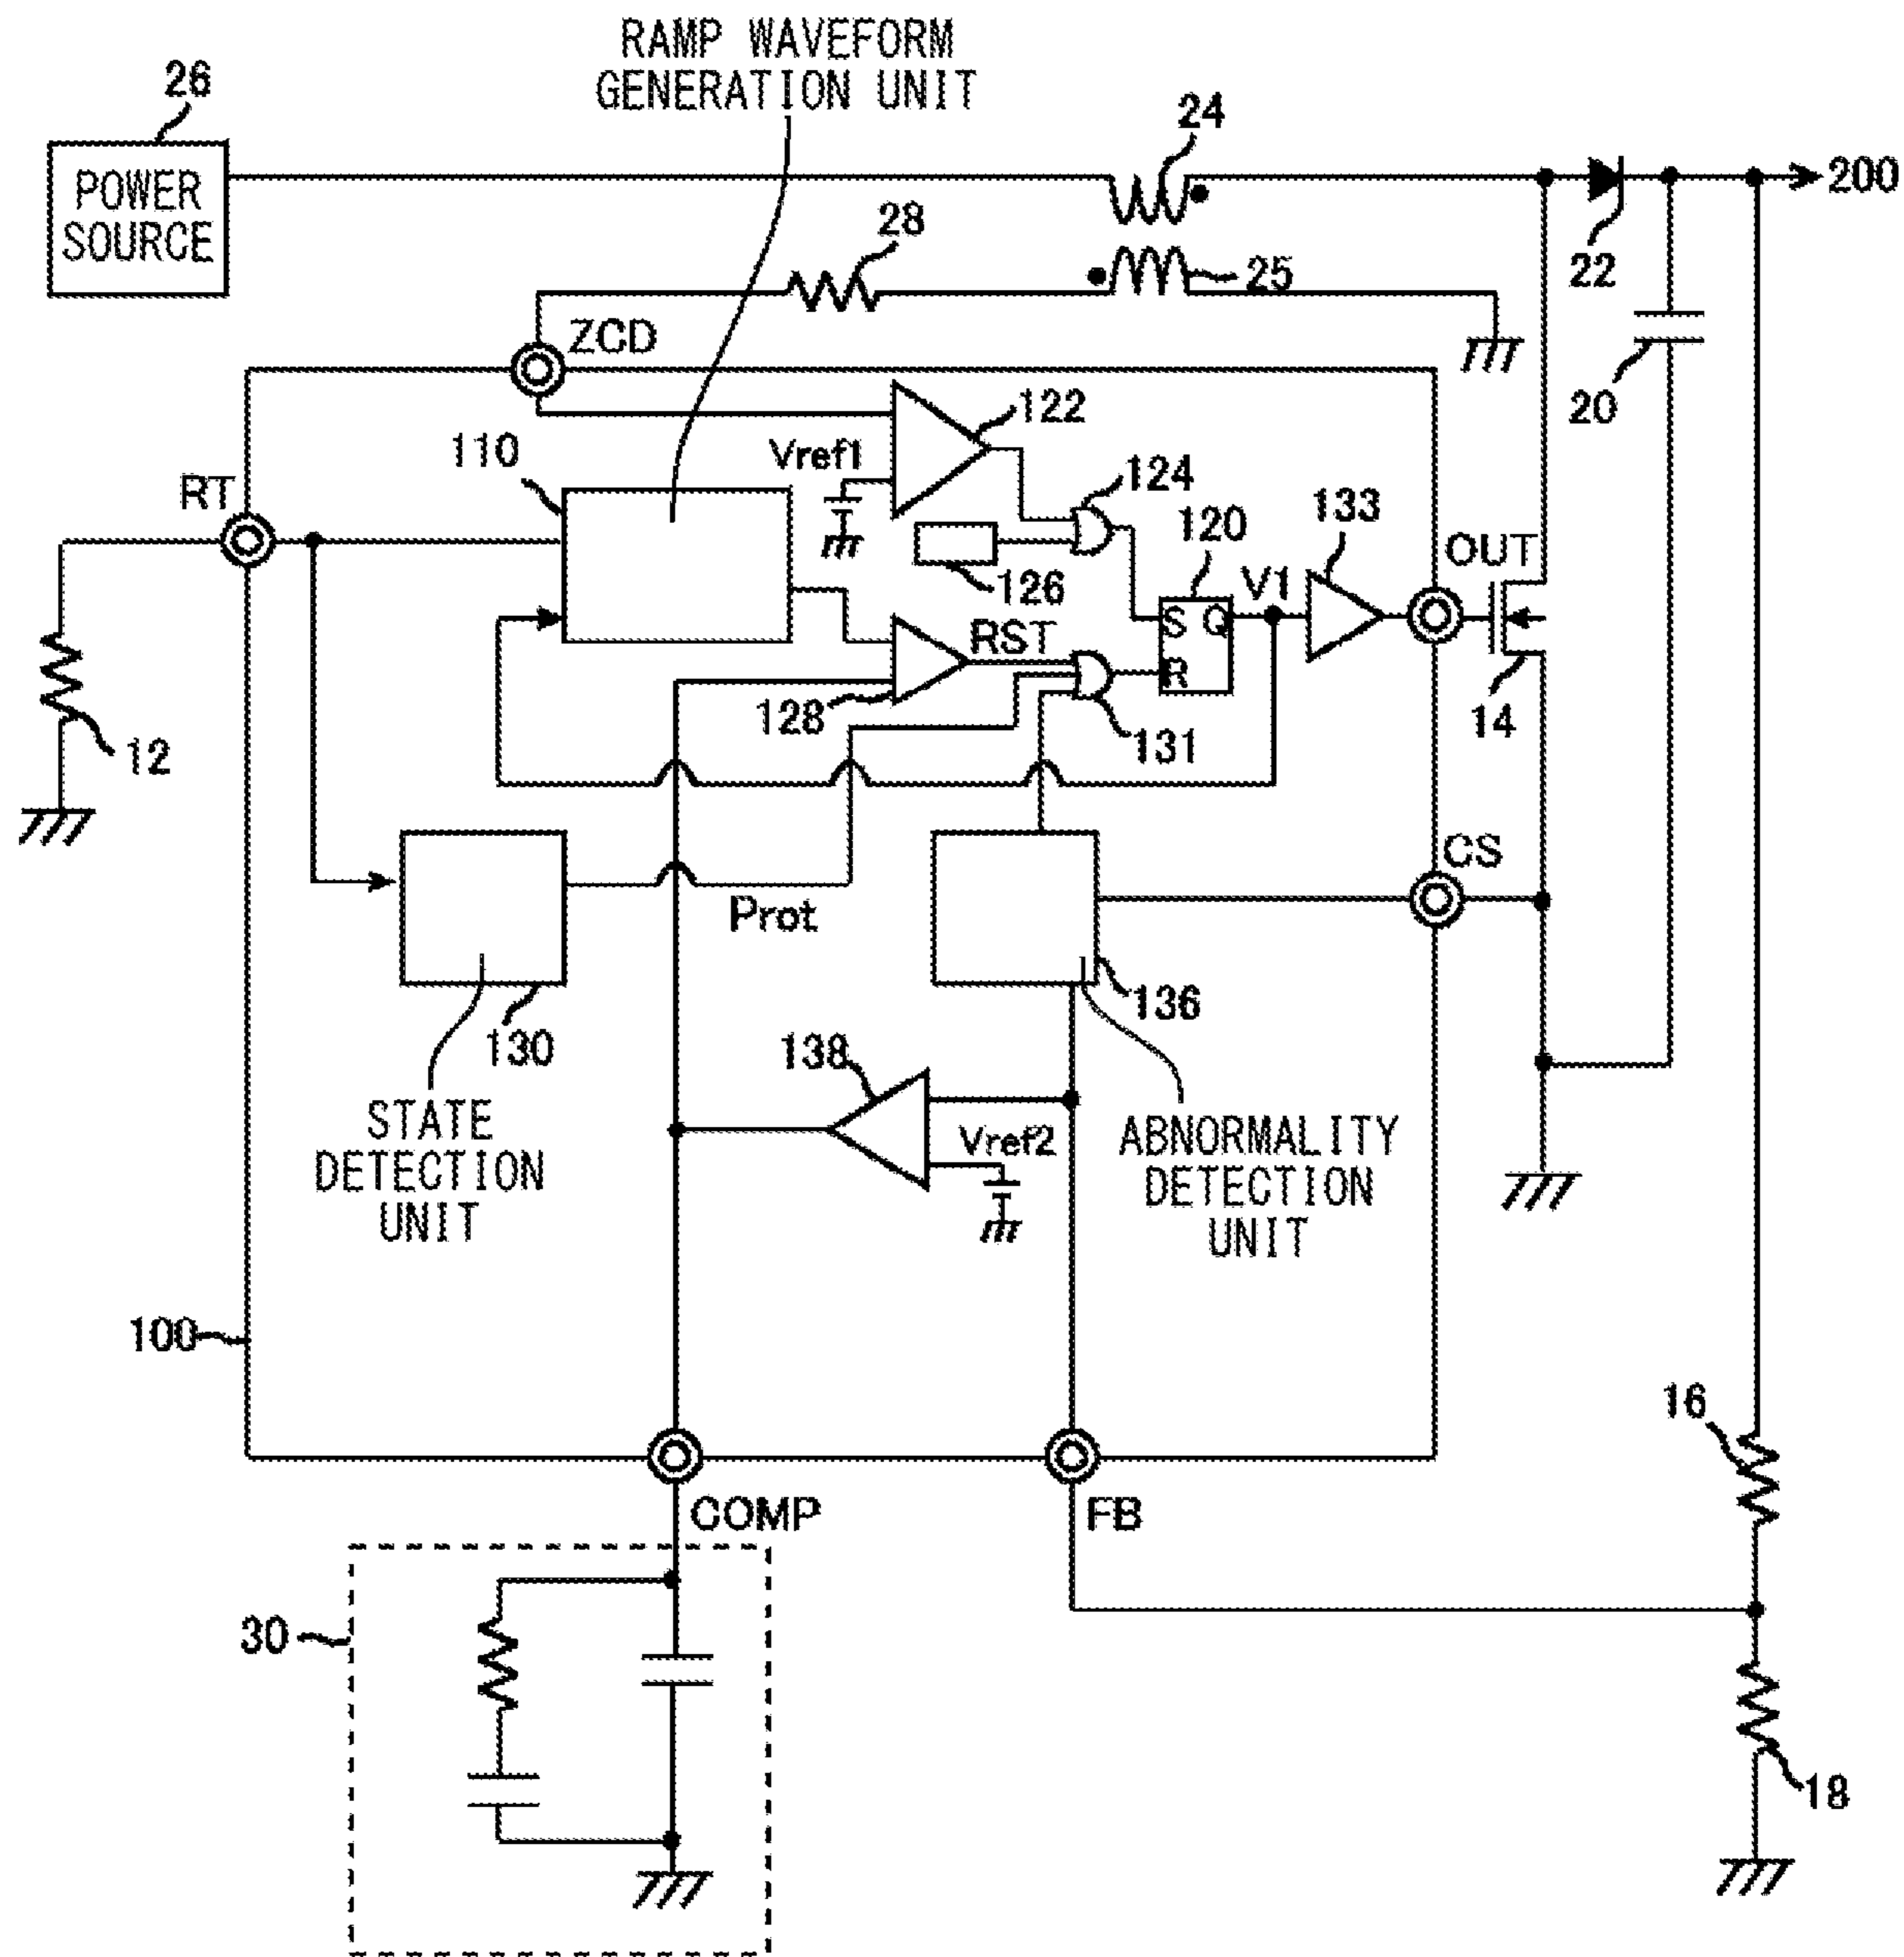 RAMP WAVEFORM
GENERATION UNIT
26
24
POWER
SOURCE
200
28
25
22
ZCD
20
122
110
Vref1
124
RT
133
120
OUT
126
V1
S
Q
RST
R
128
14
12
131
CS
Prot
136
130
138
STATE
DETECTION
UNIT
Vref2
ABNORMALITY
DETECTION
UNIT
100
16
COMP
FB
30
18